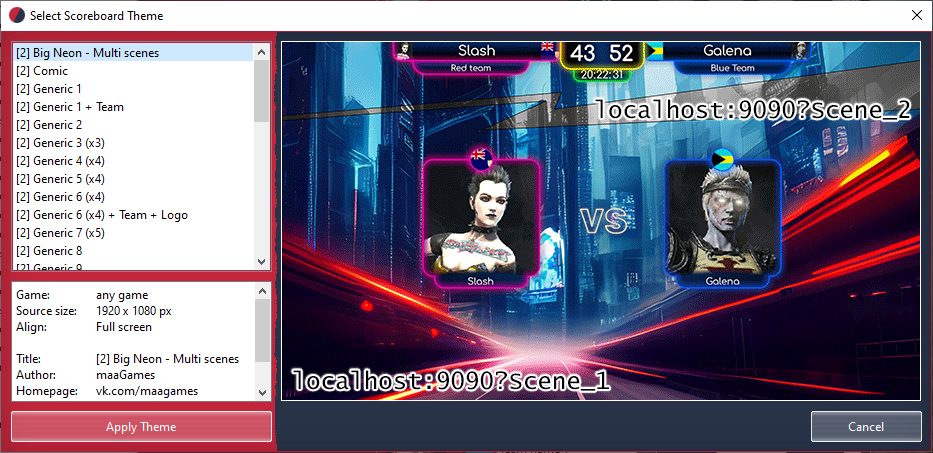 Select Scoreboard Theme
[2] Big Neon - Multi scenes
[2] Comic
[2] Generic 1
[2] Generic 1 + Team
[2] Generic 2
[2] Generic 3 (x3)
[2] Generic 4 (x4)
[2] Generic 5 (x4)
[2] Generic 6 (x4)
[2] Generic 6 (x4) + Team + Logo
[2] Generic 7 (x5)
[2] Generic 8
[2] Generic 9
Game: any game
Source size: 1920 x 1080 px
Align: Full screen
Title: [2] Big Neon - Multi scenes
Author: maaGames
Homepage: vk.com/maagames
Apply Theme
Slash 43 52 Galena
Red team 20:22:31 Blue Team
localhost:9090?scene_2
VS
Slash Galena
localhost:9090?scene_1
Cancel